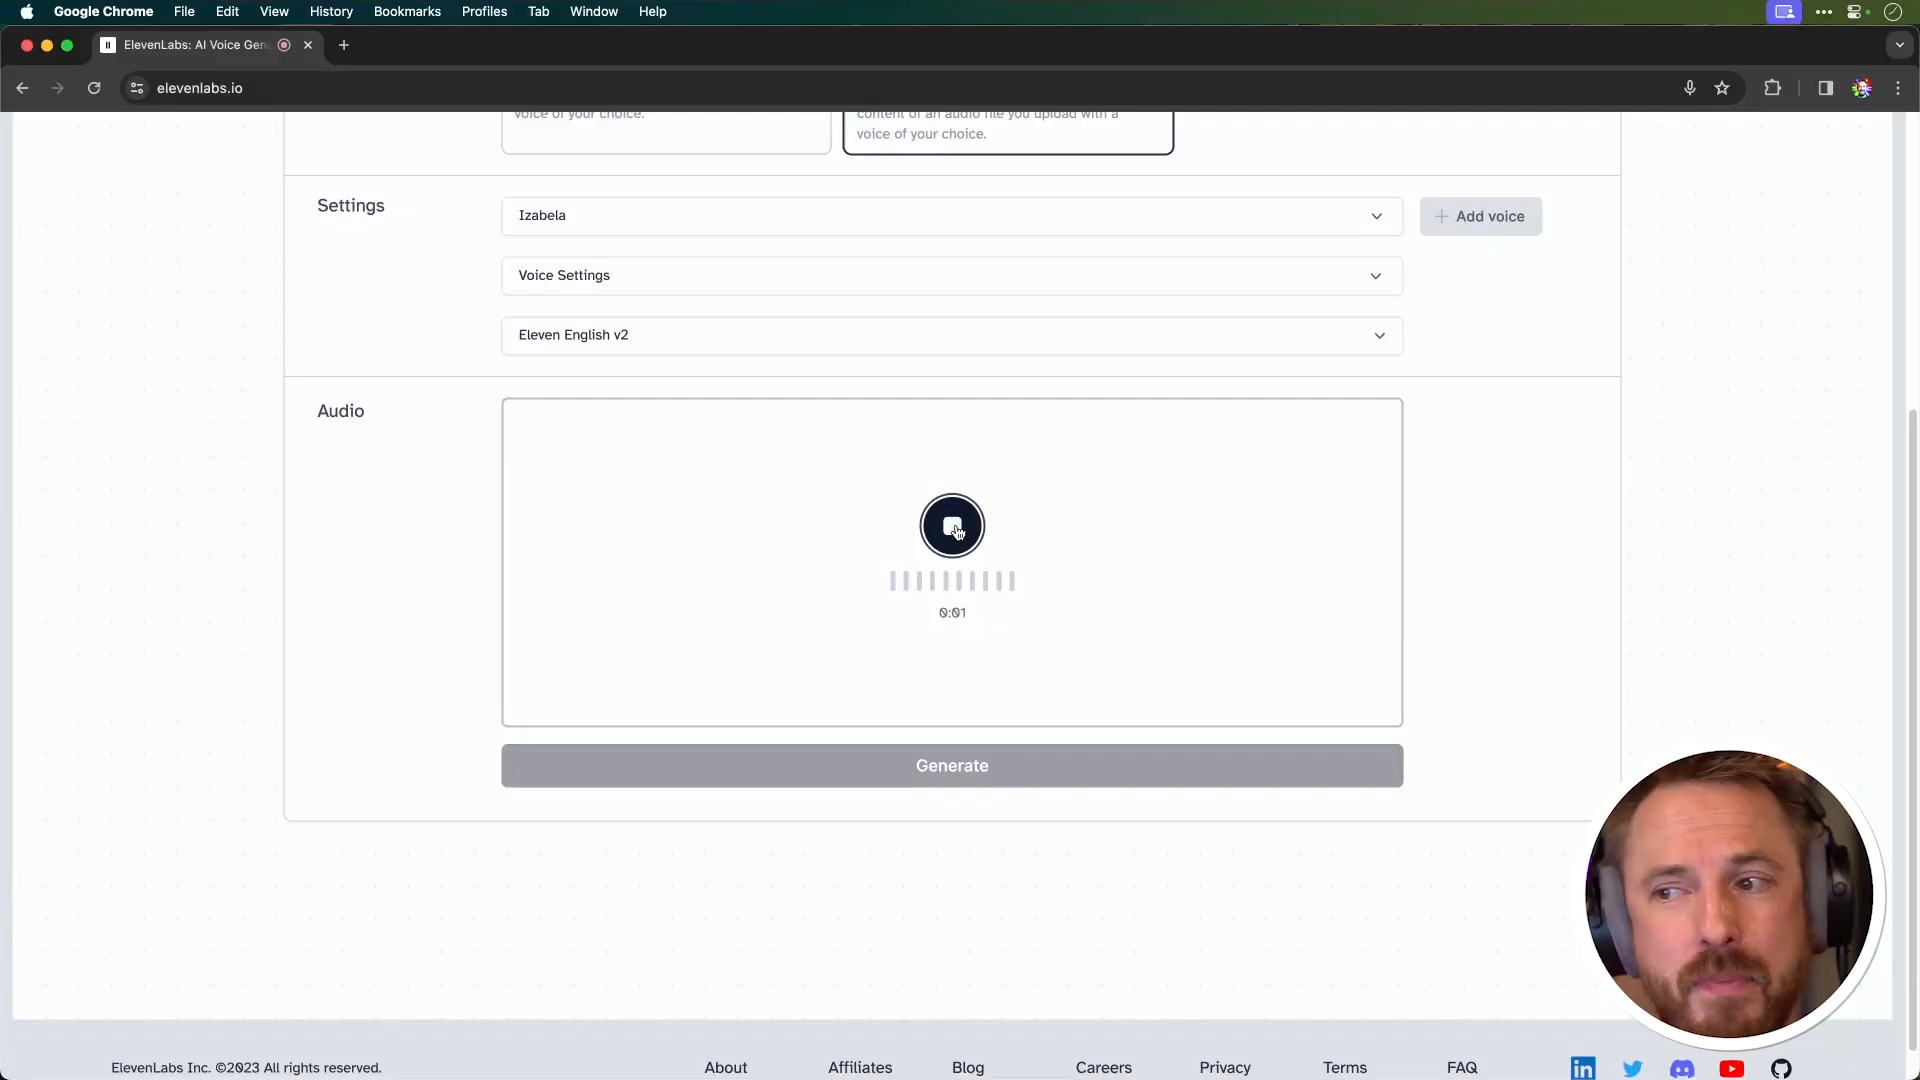 Google Chrome File Edit View History Bookmarks Profiles Tab Window Help
ElevenLabs: AI Voice Gen
elevenlabs.io
voice of your choice.
content of an audio file you upload with a
voice of your choice.
Settings
Izabela
Add voice
Voice Settings
Eleven English v2
Audio
0:01
Generate
ElevenLabs Inc. ©2023 All rights reserved.
About Affiliates Blog Careers Privacy Terms FAQ